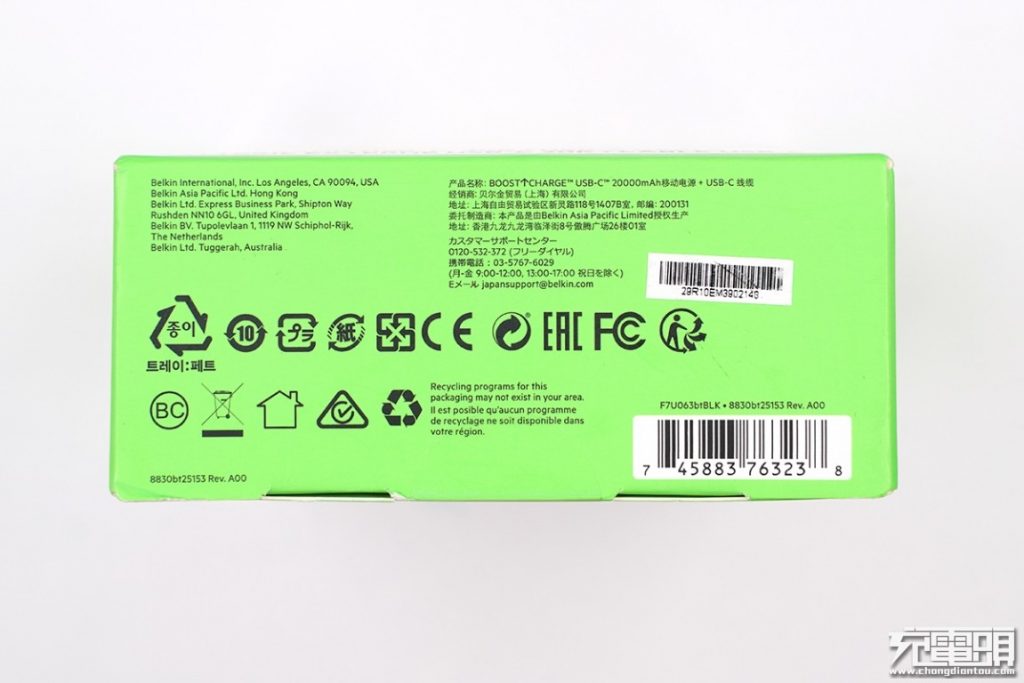 Belkin International, Inc. Los Angeles, CA 90094, USA
Belkin Asia Pacific Ltd. Hong Kong
Belkin Ltd. Express Business Park, Shipton Way
Rushden NN10 6GL, United Kingdom
Belkin BV. Tupolevlaan 1, 1119 NW Schiphol-Rijk,
The Netherlands
Belkin Ltd. Tuggerah, Australia
产品名称: BOOST↑CHARGE™ USB-C™ 20000mAh移动电源 + USB-C 线缆
经销商: 贝尔金贸易 (上海) 有限公司
地址: 上海自由贸易试验区新灵路118号1407B室, 邮编: 200131
委托制造商: 本产品是由Belkin Asia Pacific Limited授权生产
地址: 香港九龙九龙湾临泽街8号傲腾广场26楼01室
カスタマーサポートセンター
0120-532-372 (フリーダイヤル)
携帯電話 : 03-5767-6029
(月-金 9:00-12:00, 13:00-17:00 祝日を除く)
Eメール japansupport@belkin.com
29R10EM3902148
종이
트레이:페트
10
プラ
紙
CE
EAC
FC
BC
Recycling programs for this
packaging may not exist in your area.
Il est posible qu'aucun programme
de recyclage ne soit disponible dans
votre région.
F7U063btBLK • 8830bt25153 Rev. A00
7 45883 76323 8
8830bt25153 Rev. A00
充電頭
www.chongdiantou.com